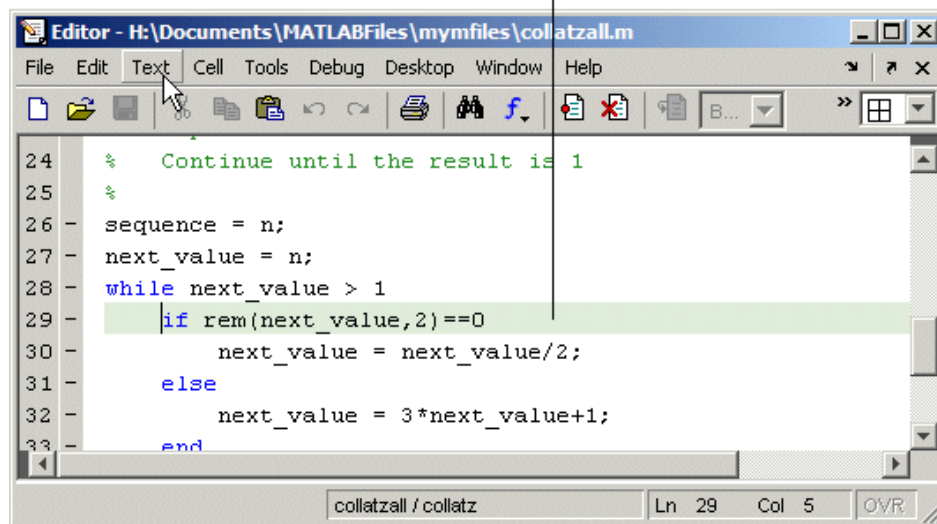 Editor - H:\Documents\MATLABFiles\mymfiles\collatzall.m
File Edit Text Cell Tools Debug Desktop Window Help
B...
24 % Continue until the result is 1
25 %
26 - sequence = n;
27 - next_value = n;
28 - while next_value > 1
29 - if rem(next_value,2)==0
30 - next_value = next_value/2;
31 - else
32 - next_value = 3*next_value+1;
33 - end
collatzall / collatz Ln 29 Col 5 OVR